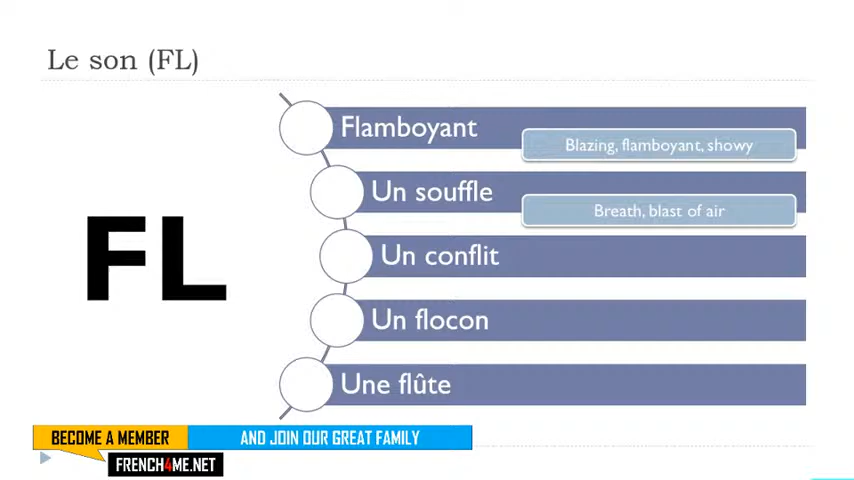 Le son (FL)
FL
Flamboyant
Blazing, flamboyant, showy
Un souffle
Breath, blast of air
Un conflit
Un flocon
Une flûte
BECOME A MEMBER
AND JOIN OUR GREAT FAMILY
FRENCH4ME.NET